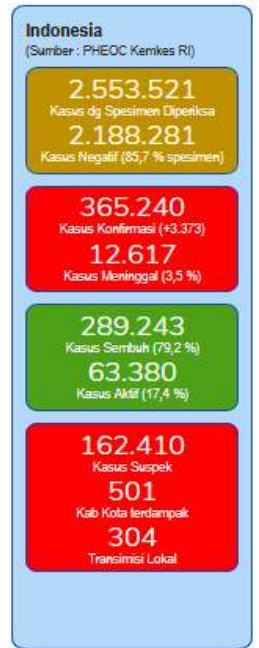 Indonesia
(Sumber : PHEOC Kemkes RI)
2.553.521
Kasus dg Spesimen Diperiksa
2.188.281
Kasus Negatif (85,7 % spesimen)
365.240
Kasus Konfirmasi (+3.373)
12.617
Kasus Meninggal (3,5 %)
289.243
Kasus Sembuh (79,2 %)
63.380
Kasus Aktif (17,4 %)
162.410
Kasus Suspek
501
Kab Kota terdampak
304
Transimisi Lokal